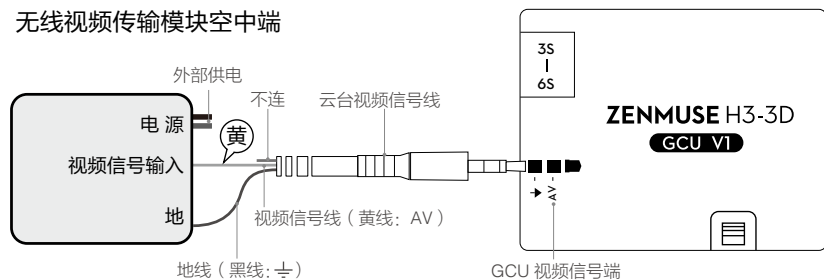 无线视频传输模块空中端
外部供电
不连
云台视频信号线
电 源
黄
视频信号输入
地
视频信号线（黄线：AV）
地线（黑线：⏚）
3S
6S
ZENMUSE H3-3D
GCU V1
AV
GCU 视频信号端